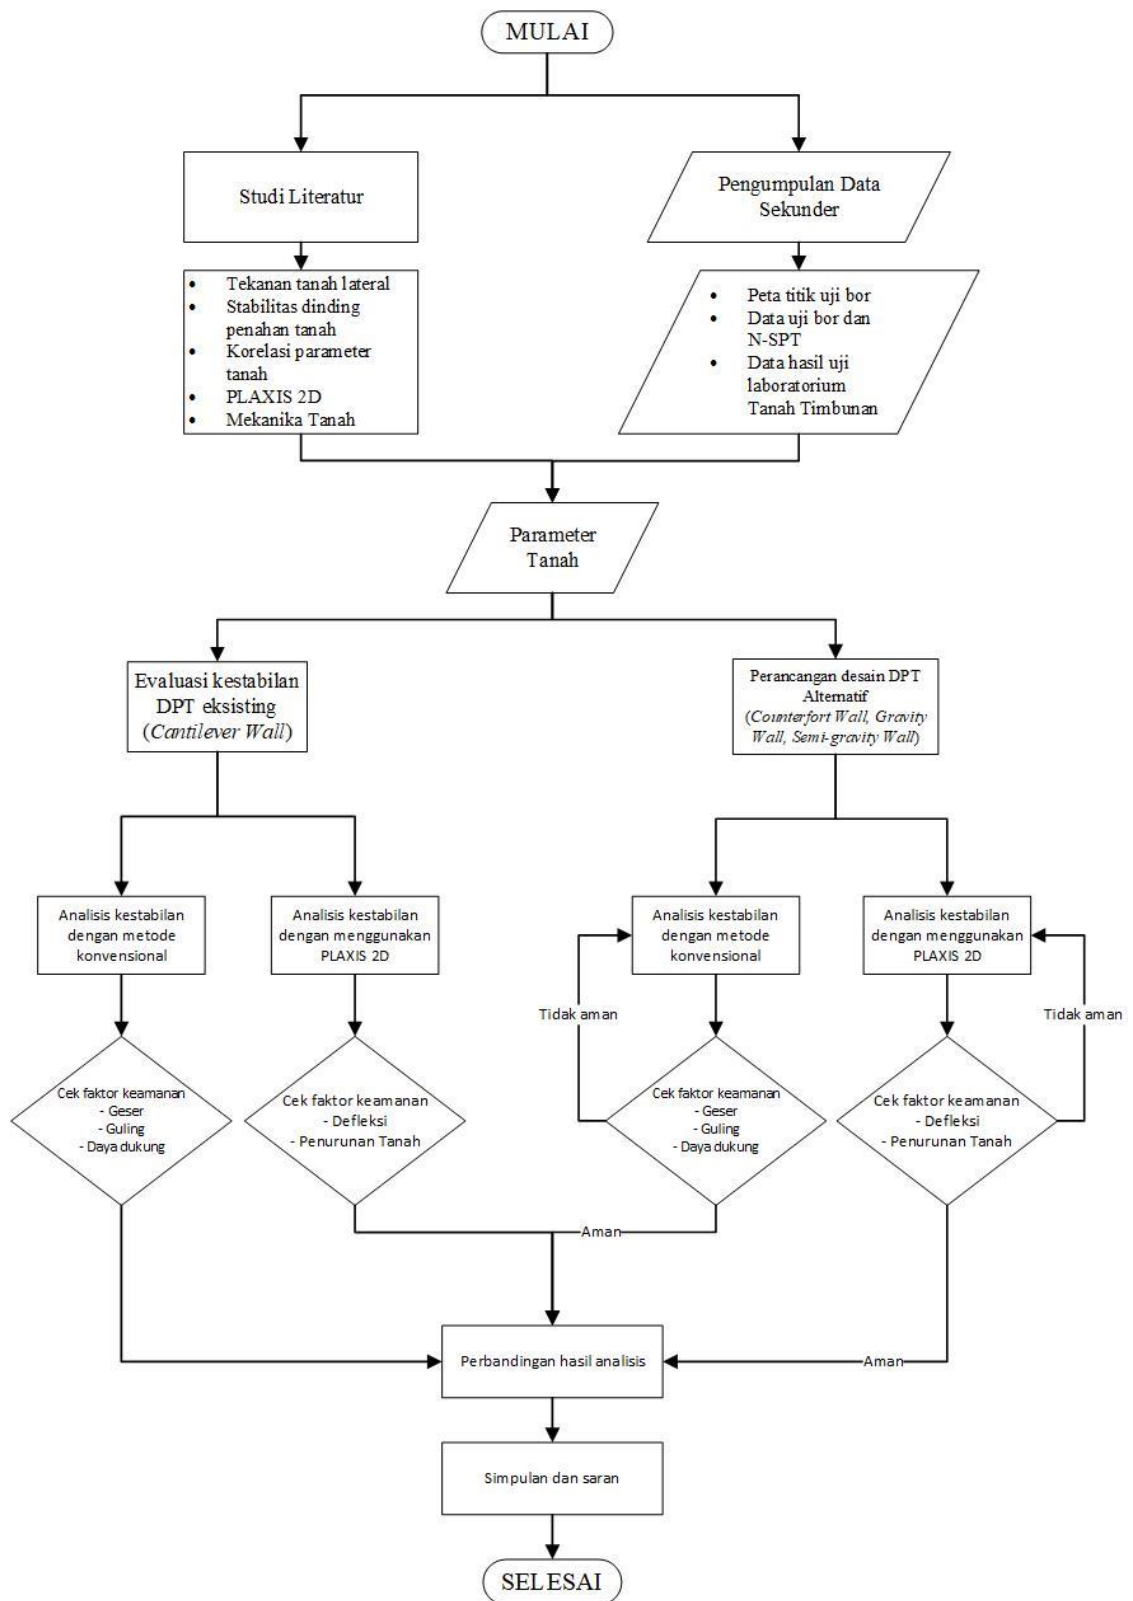 MULAI
Studi Literatur
Pengumpulan Data
Sekunder
• Tekanan tanah lateral
• Stabilitas dinding
penahan tanah
• Korelasi parameter
tanah
• PLAXIS 2D
• Mekanika Tanah
• Peta titik uji bor
• Data uji bor dan
N-SPT
• Data hasil uji
laboratorium
Tanah Timbunan
Parameter
Tanah
Evaluasi kestabilan
DPT eksisting
(Cantilever Wall)
Perancangan desain DPT
Alternatif
(Counterfort Wall, Gravity
Wall, Semi-gravity Wall)
Analisis kestabilan
dengan metode
konvensional
Analisis kestabilan
dengan menggunakan
PLAXIS 2D
Analisis kestabilan
dengan metode
konvensional
Analisis kestabilan
dengan menggunakan
PLAXIS 2D
Tidak aman
Tidak aman
Cek faktor keamanan
- Geser
- Guling
- Daya dukung
Cek faktor keamanan
- Defleksi
- Penurunan Tanah
Cek faktor keamanan
- Geser
- Guling
- Daya dukung
Cek faktor keamanan
- Defleksi
- Penurunan Tanah
Aman
Perbandingan hasil analisis
Aman
Simpulan dan saran
SELESAI